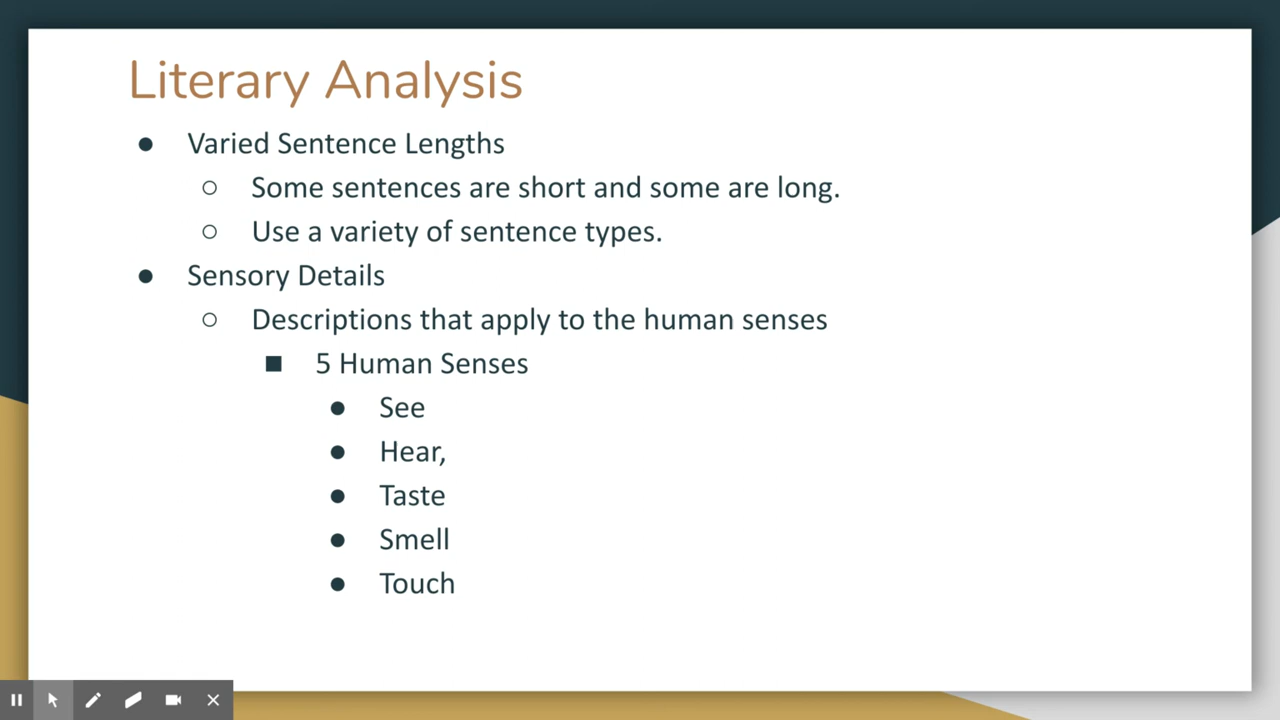 Literary Analysis
● Varied Sentence Lengths
○ Some sentences are short and some are long.
○ Use a variety of sentence types.
● Sensory Details
○ Descriptions that apply to the human senses
■ 5 Human Senses
● See
● Hear,
● Taste
● Smell
● Touch